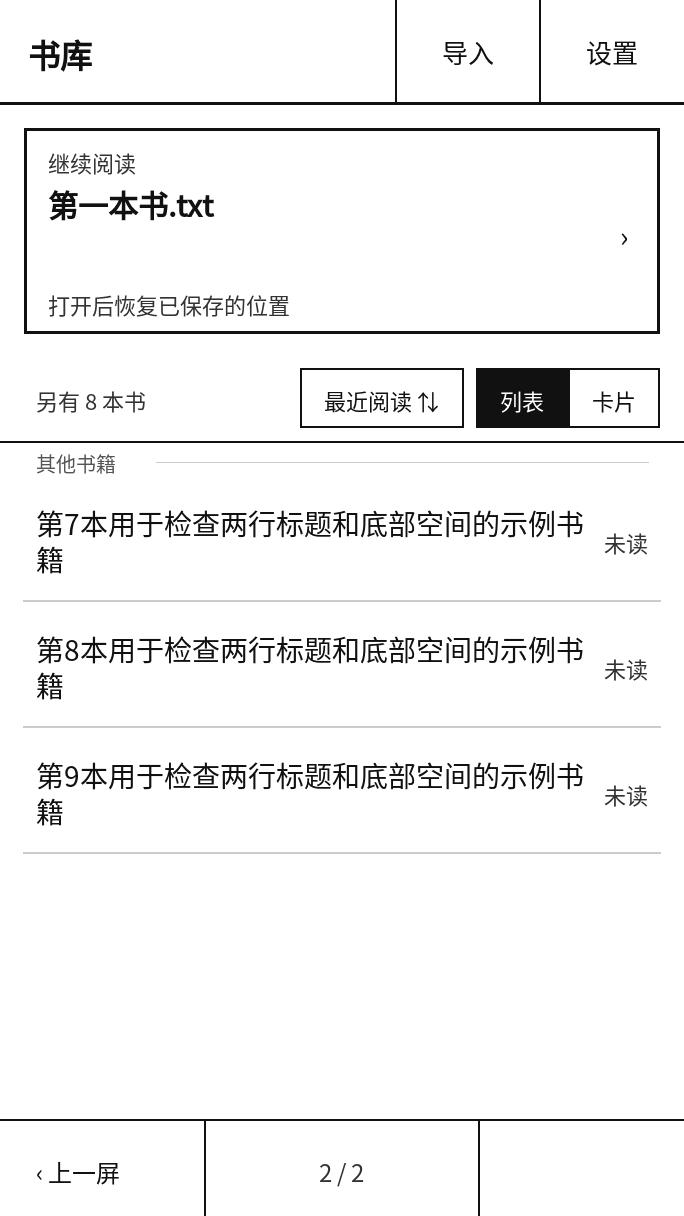 书库
导入
设置
继续阅读
第一本书.txt
›
打开后恢复已保存的位置
另有 8 本书
最近阅读 ⇅
列表
卡片
其他书籍
第7本用于检查两行标题和底部空间的示例书
籍
未读
第8本用于检查两行标题和底部空间的示例书
籍
未读
第9本用于检查两行标题和底部空间的示例书
籍
未读
‹ 上一屏
2 / 2